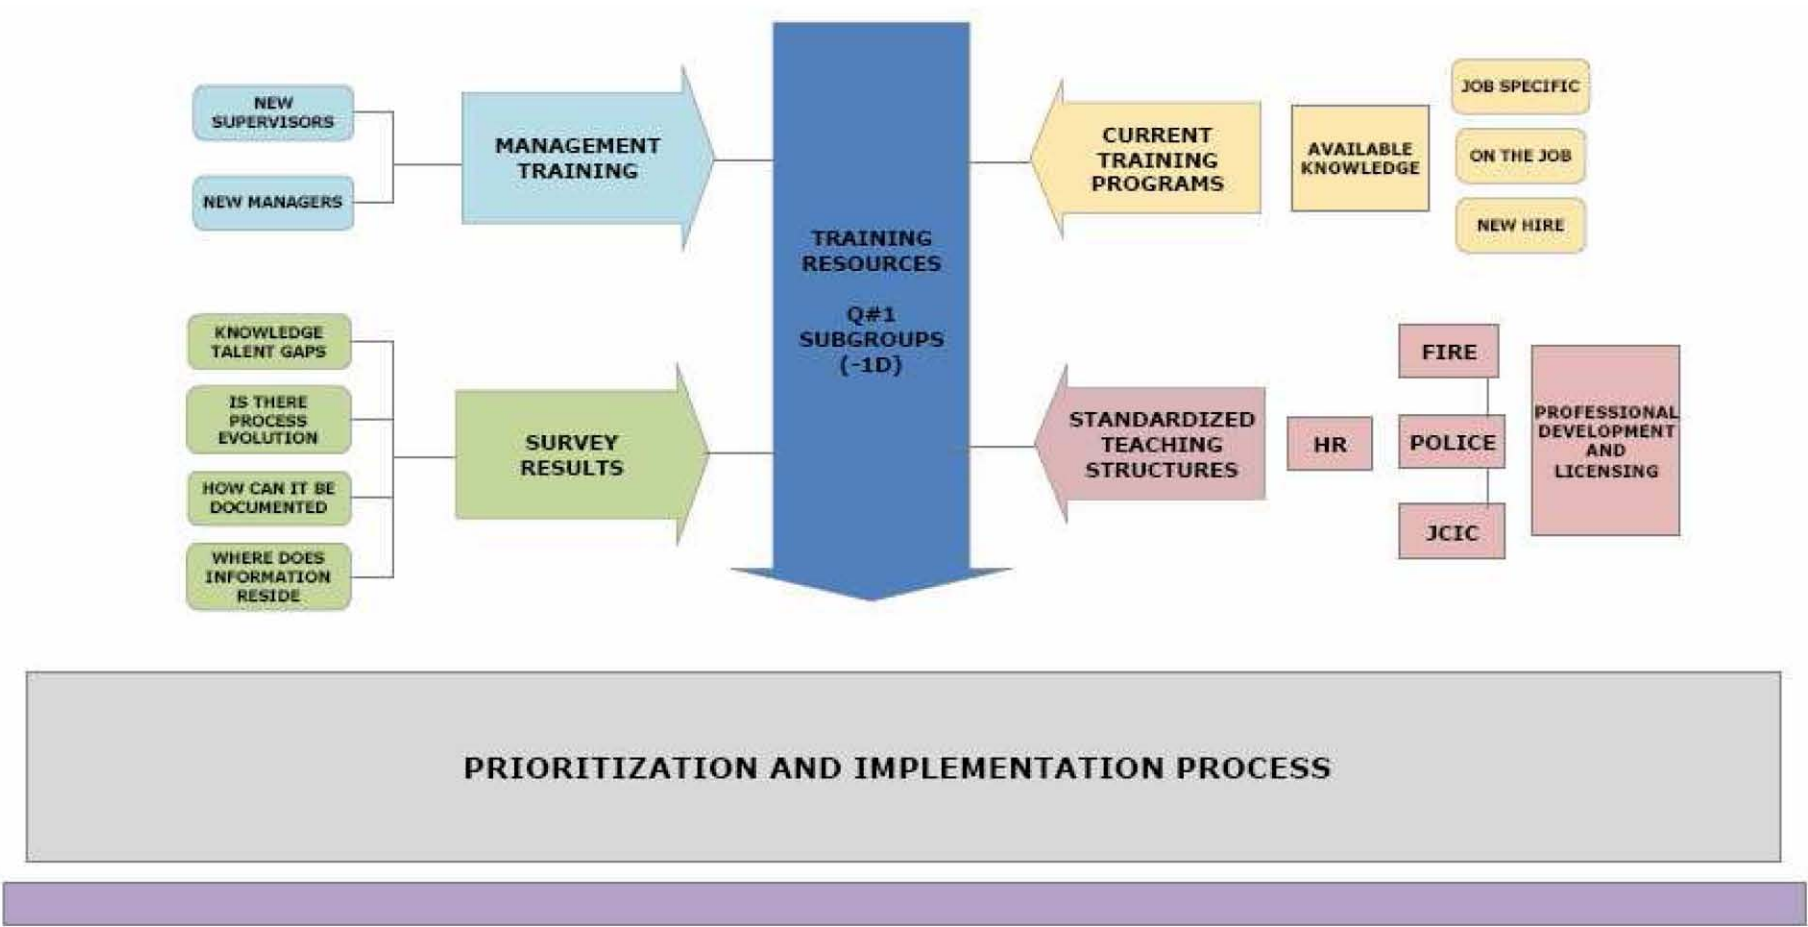 NEW
SUPERVISORS
NEW MANAGERS
MANAGEMENT
TRAINING
KNOWLEDGE
TALENT GAPS
IS THERE
PROCESS
EVOLUTION
HOW CAN IT BE
DOCUMENTED
WHERE DOES
INFORMATION
RESIDE
SURVEY
RESULTS
TRAINING
RESOURCES
Q#1
SUBGROUPS
(-1D)
CURRENT
TRAINING
PROGRAMS
AVAILABLE
KNOWLEDGE
JOB SPECIFIC
ON THE JOB
NEW HIRE
STANDARDIZED
TEACHING
STRUCTURES
HR
FIRE
POLICE
JCIC
PROFESSIONAL
DEVELOPMENT
AND
LICENSING
PRIORITIZATION AND IMPLEMENTATION PROCESS